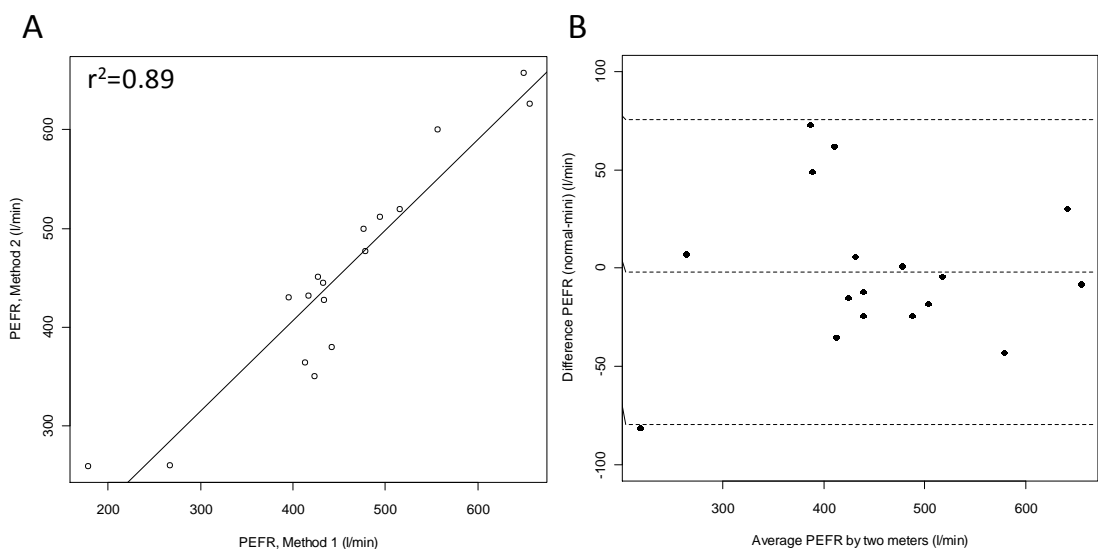 A
r²=0.89
600
500
400
300
PEFR, Method 2 (l/min)
200
300
400
500
600
PEFR, Method 1 (l/min)
B
100
50
0
-50
-100
Difference PEFR (normal-mini) (l/min)
300
400
500
600
Average PEFR by two meters (l/min)